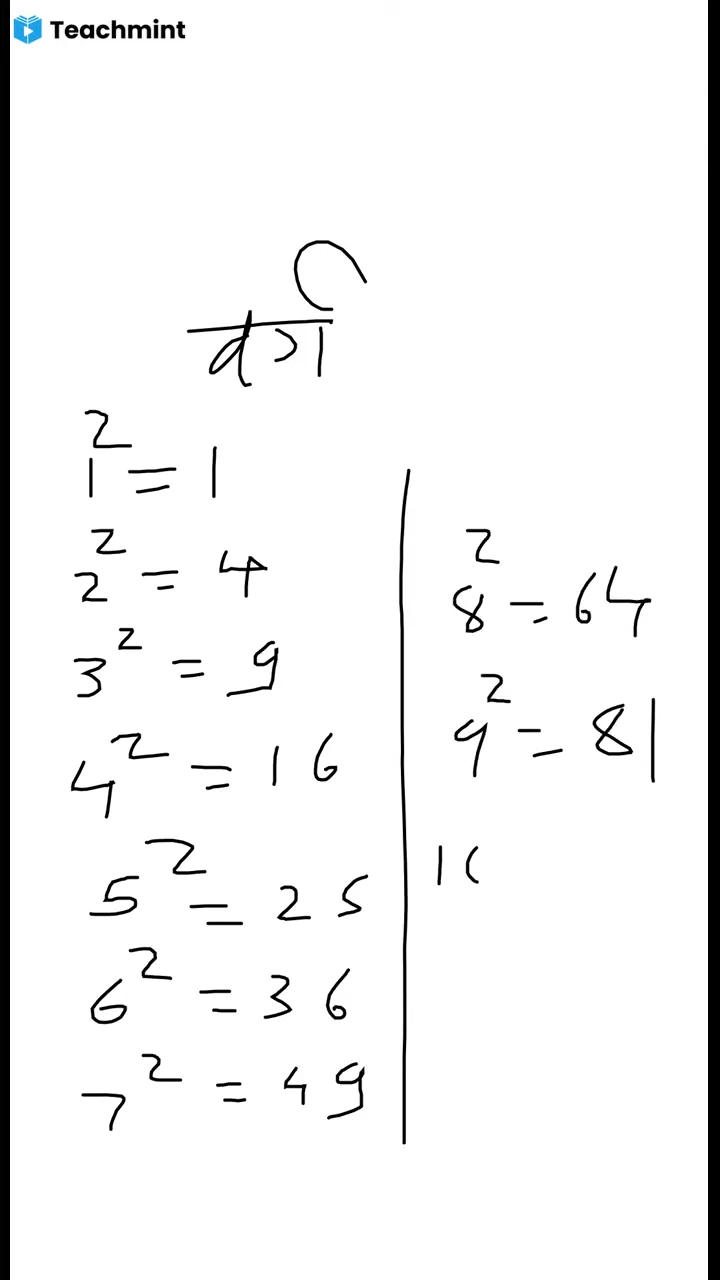 Teachmint
वर्ग
1² = 1
2² = 4
3² = 9
4² = 16
5² = 25
6² = 36
7² = 49
8² = 64
9² = 81